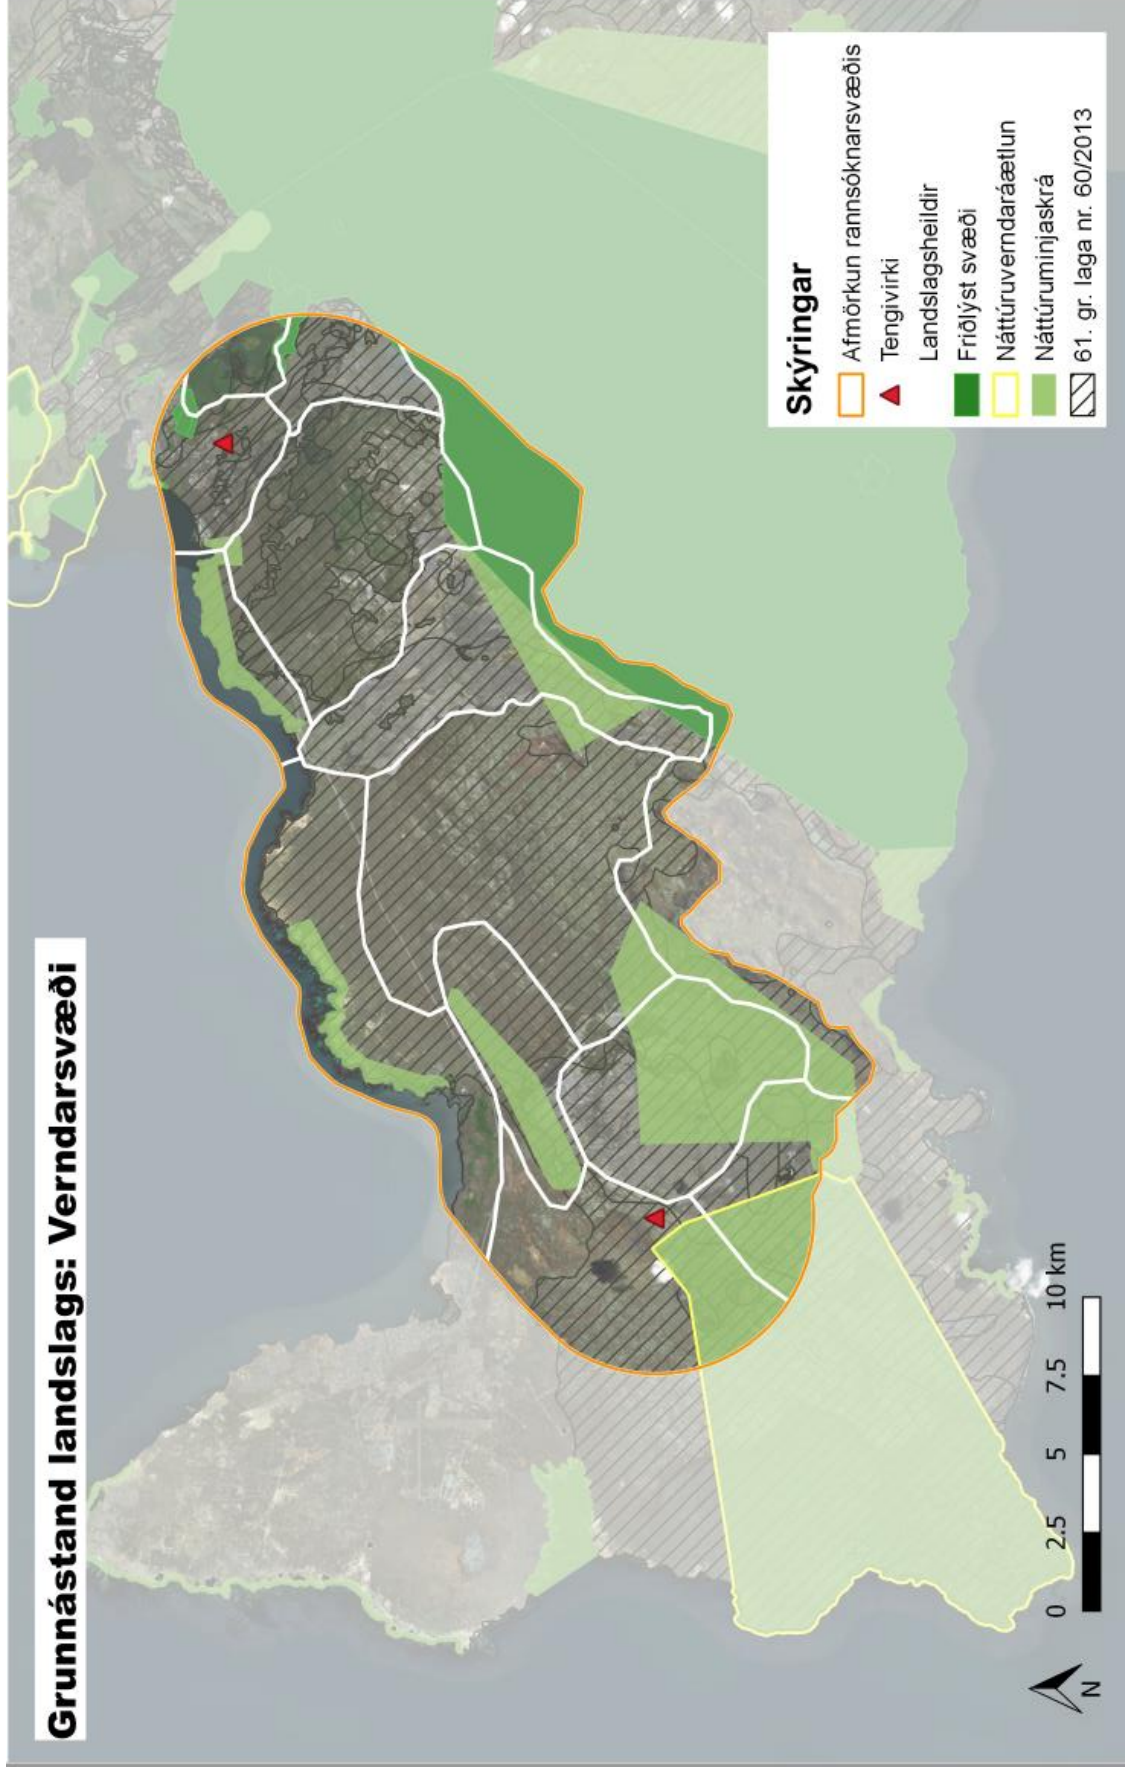 Grunnástand landslags: Verndarsvæði
Skýringar
Afmörkun rannsóknarsvæðis
Tengivirki
Landslagsheildir
Friðlýst svæði
Náttúruverndaráætlun
Náttúruminjaskrá
61. gr. laga nr. 60/2013
0 2.5 5 7.5 10 km
N